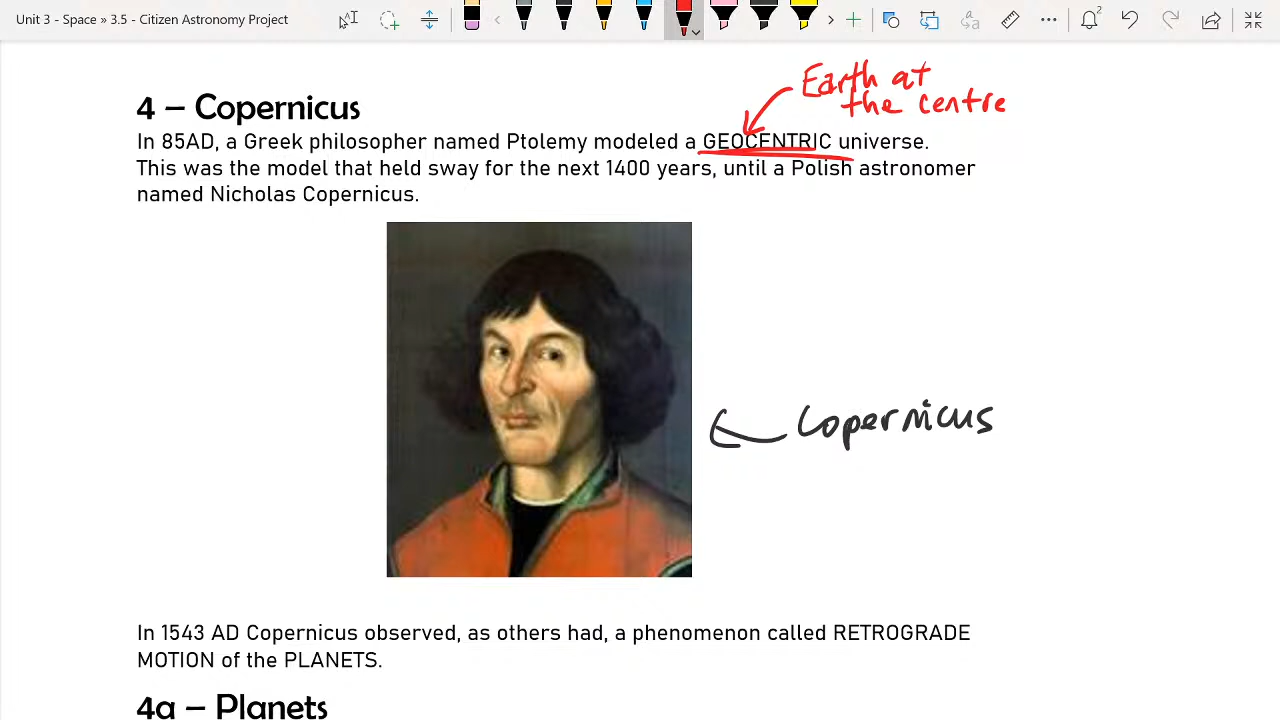 Unit 3 - Space » 3.5 - Citizen Astronomy Project
2
Earth at
the centre
4 – Copernicus
In 85AD, a Greek philosopher named Ptolemy modeled a GEOCENTRIC universe.
This was the model that held sway for the next 1400 years, until a Polish astronomer
named Nicholas Copernicus.
Copernicus
In 1543 AD Copernicus observed, as others had, a phenomenon called RETROGRADE
MOTION of the PLANETS.
4a – Planets